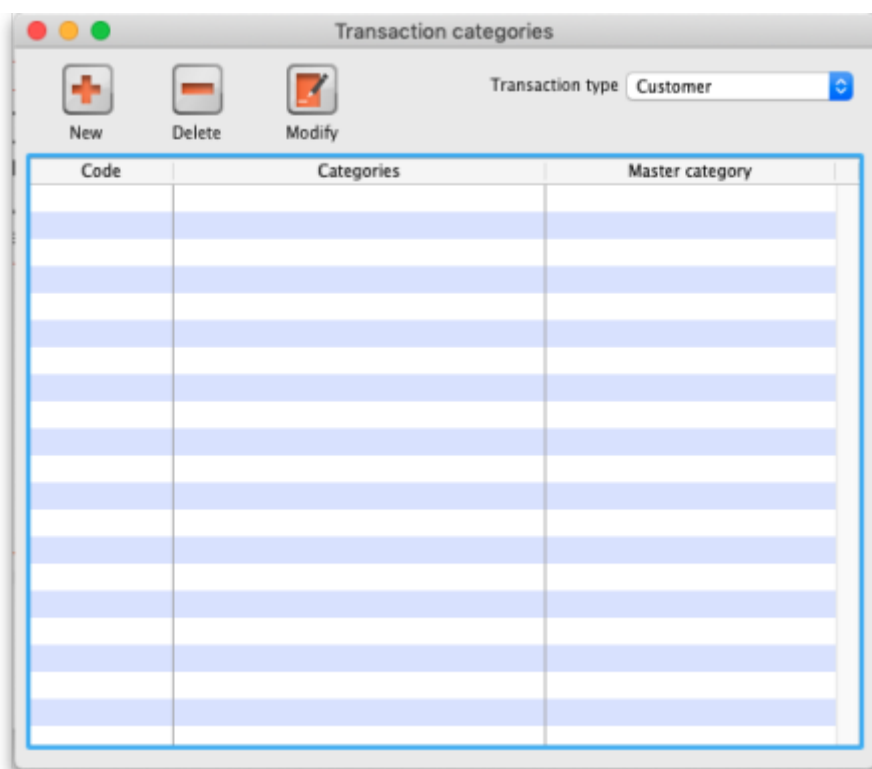 Transaction categories
Transaction type Customer
New Delete Modify
Code Categories Master category